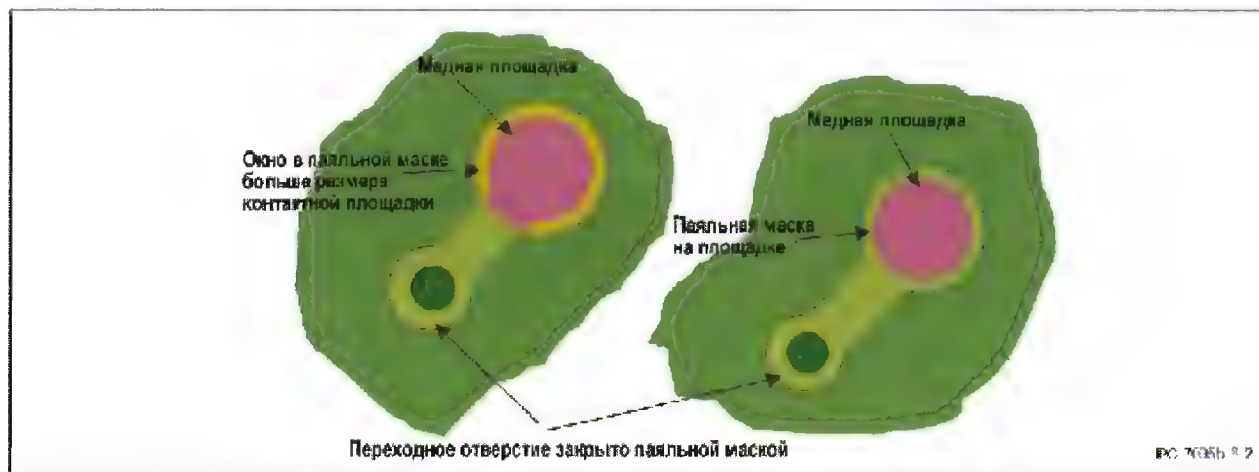 Медная площадка
Окно в паяльной маске
больше размера
контактной площадки
Медная площадка
Паяльная маска
на площадке
Переходное отверстие закрыто паяльной маской
IPC